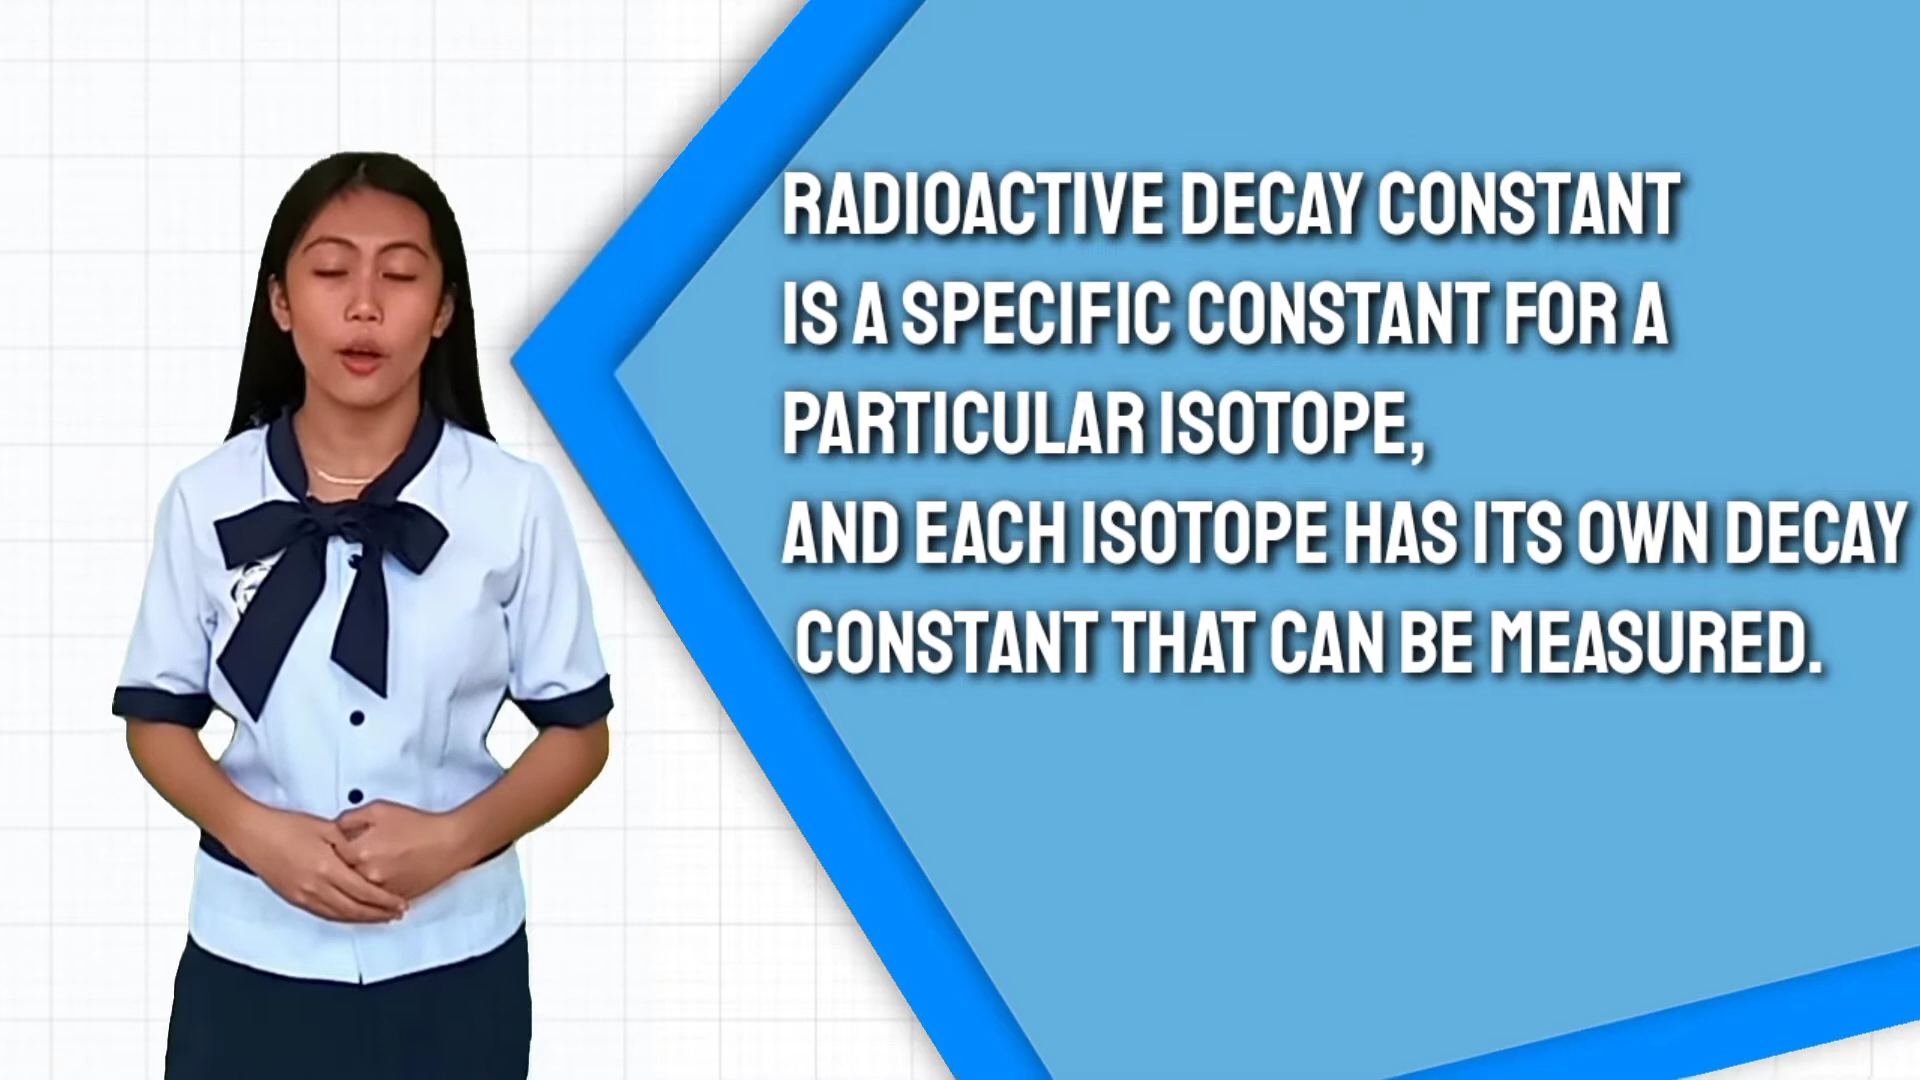 RADIOACTIVE DECAY CONSTANT
IS A SPECIFIC CONSTANT FOR A
PARTICULAR ISOTOPE,
AND EACH ISOTOPE HAS ITS OWN DECAY
CONSTANT THAT CAN BE MEASURED.